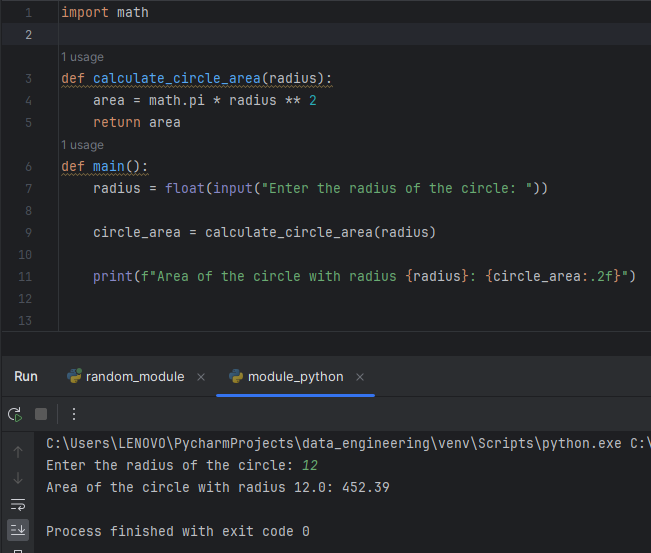 1 import math
2
1 usage
3 def calculate_circle_area(radius):
4     area = math.pi * radius ** 2
5     return area
1 usage
6 def main():
7     radius = float(input("Enter the radius of the circle: "))
8
9     circle_area = calculate_circle_area(radius)
10
11     print(f"Area of the circle with radius {radius}: {circle_area:.2f}")
12
13
Run random_module × module_python ×
C:\Users\LENOVO\PycharmProjects\data_engineering\venv\Scripts\python.exe C:\
Enter the radius of the circle: 12
Area of the circle with radius 12.0: 452.39
Process finished with exit code 0